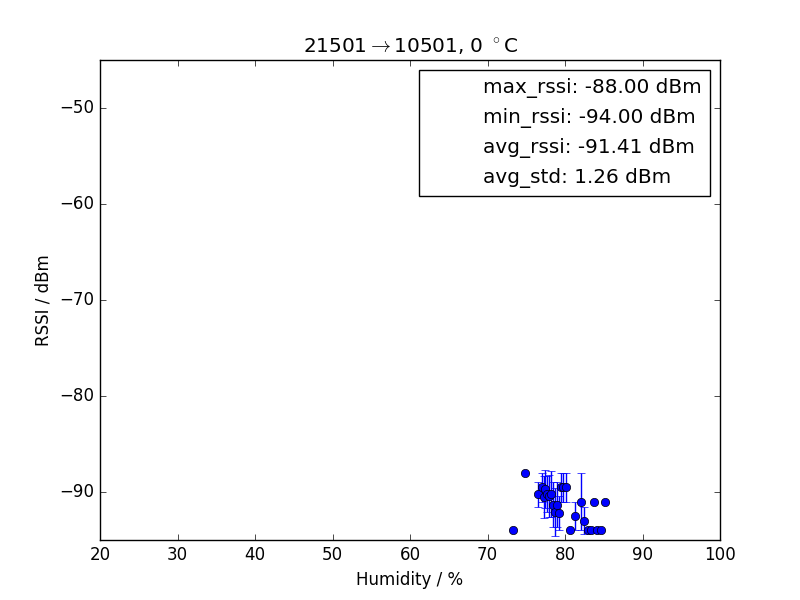 21501→10501, 0 °C
max_rssi: -88.00 dBm
min_rssi: -94.00 dBm
avg_rssi: -91.41 dBm
avg_std: 1.26 dBm
RSSI / dBm
−50
−60
−70
−80
−90
20 30 40 50 60 70 80 90 100
Humidity / %